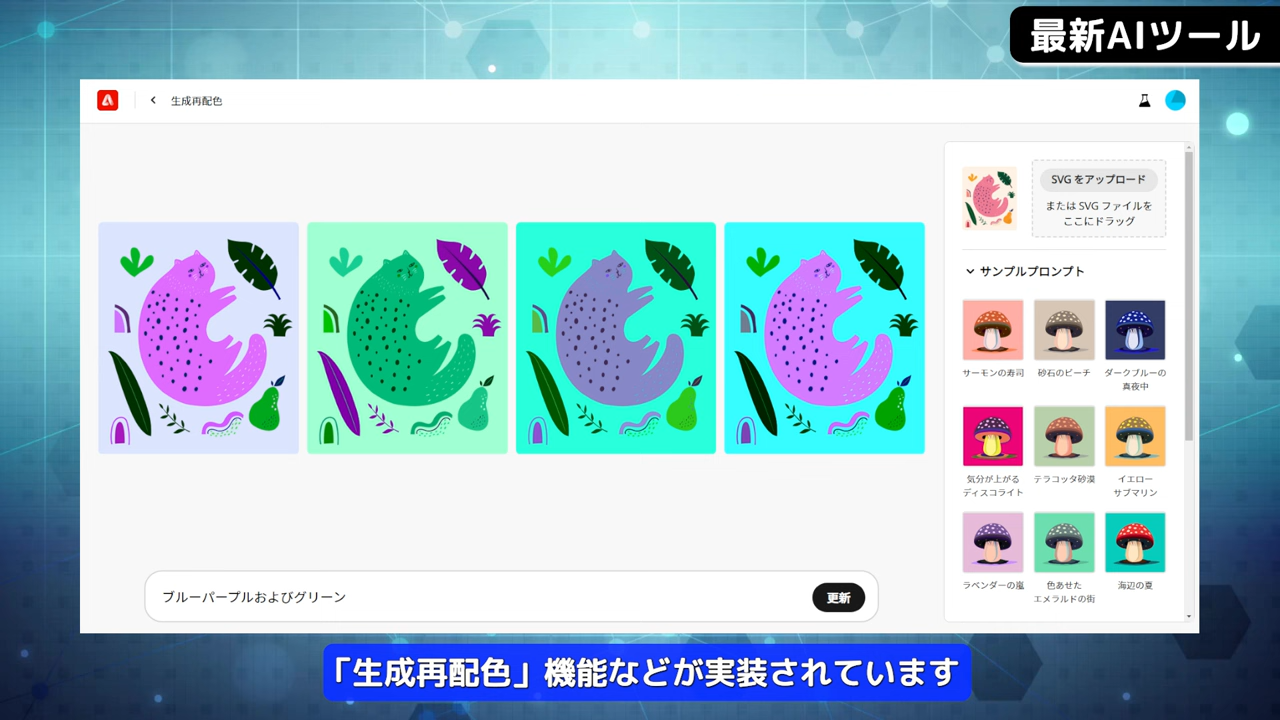 最新AIツール
生成再配色
SVG をアップロード
または SVG ファイルを
ここにドラッグ
サンプルプロンプト
サーモンの寿司
砂石のビーチ
ダークブルーの
真夜中
気分が上がる
ディスコライト
テラコッタ砂漠
イエロー
サブマリン
ラベンダーの嵐
色あせた
エメラルドの街
海辺の夏
ブルーパープルおよびグリーン
更新
「生成再配色」機能などが実装されています